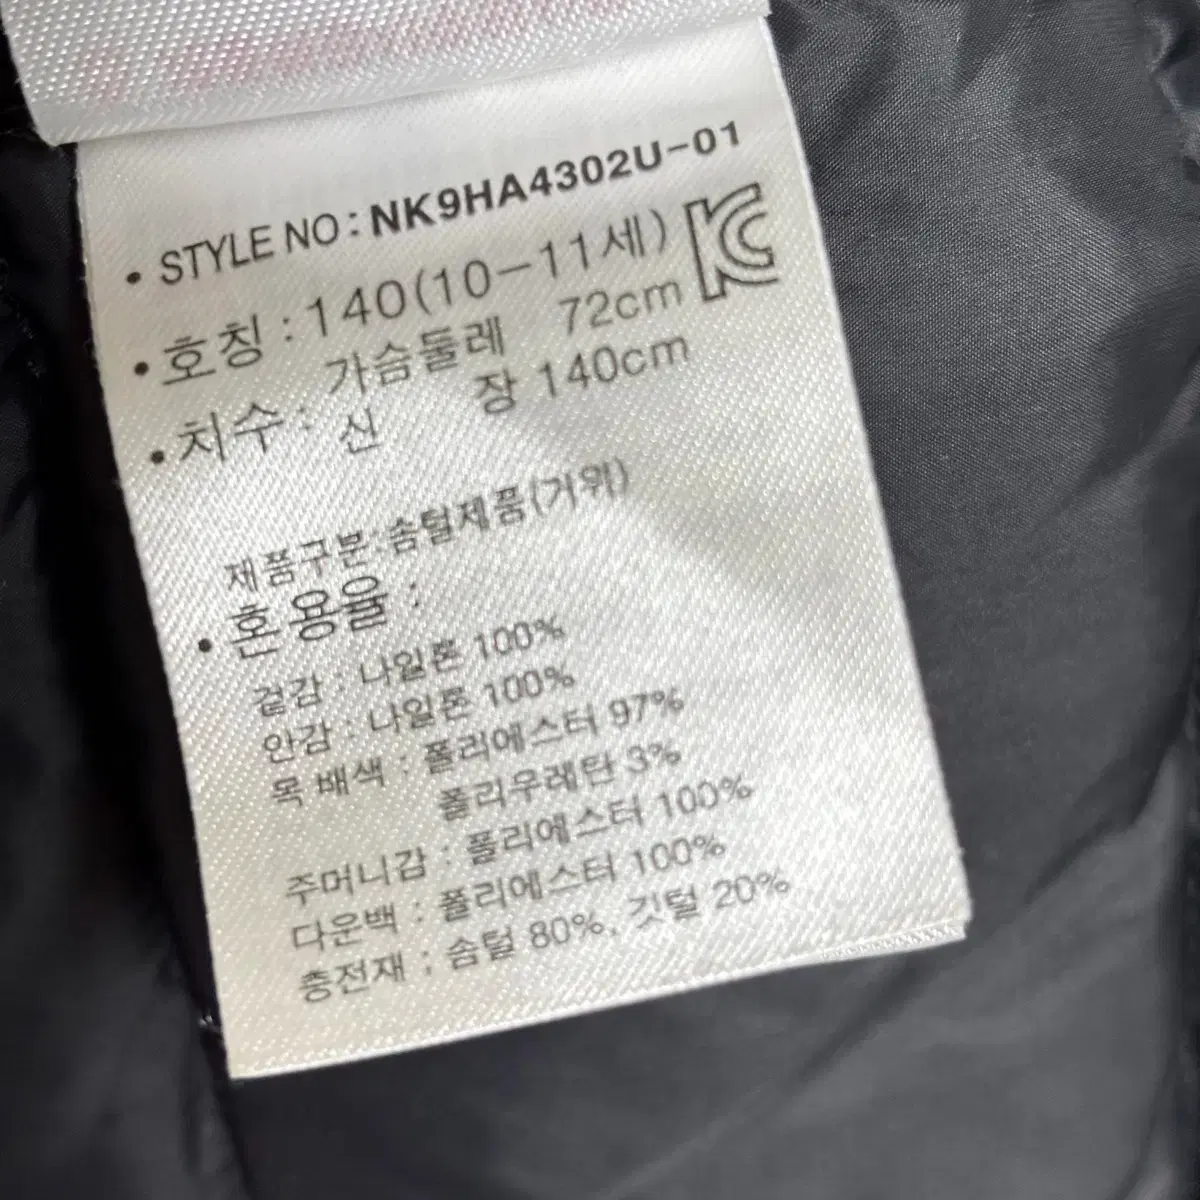 • STYLE NO : NK9HA4302U-01
• 호칭 : 140(10-11세)
• 치수 : 가슴둘레 72cm
신 장 140cm
제품구분:솜털제품(거위)
• 혼용율 :
겉감 : 나일론 100%
안감 : 나일론 100%
목 배색 : 폴리에스터 97%
폴리우레탄 3%
주머니감 : 폴리에스터 100%
다운백 : 폴리에스터 100%
충전재 ; 솜털 80%, 깃털 20%